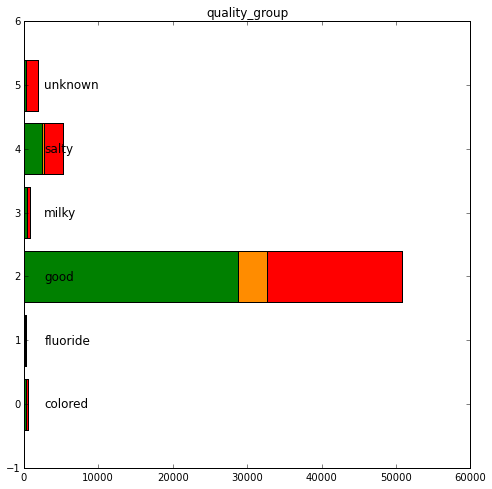 quality_group
6
5
unknown
4
salty
3
milky
2
good
1
fluoride
0
colored
−1
0 10000 20000 30000 40000 50000 60000